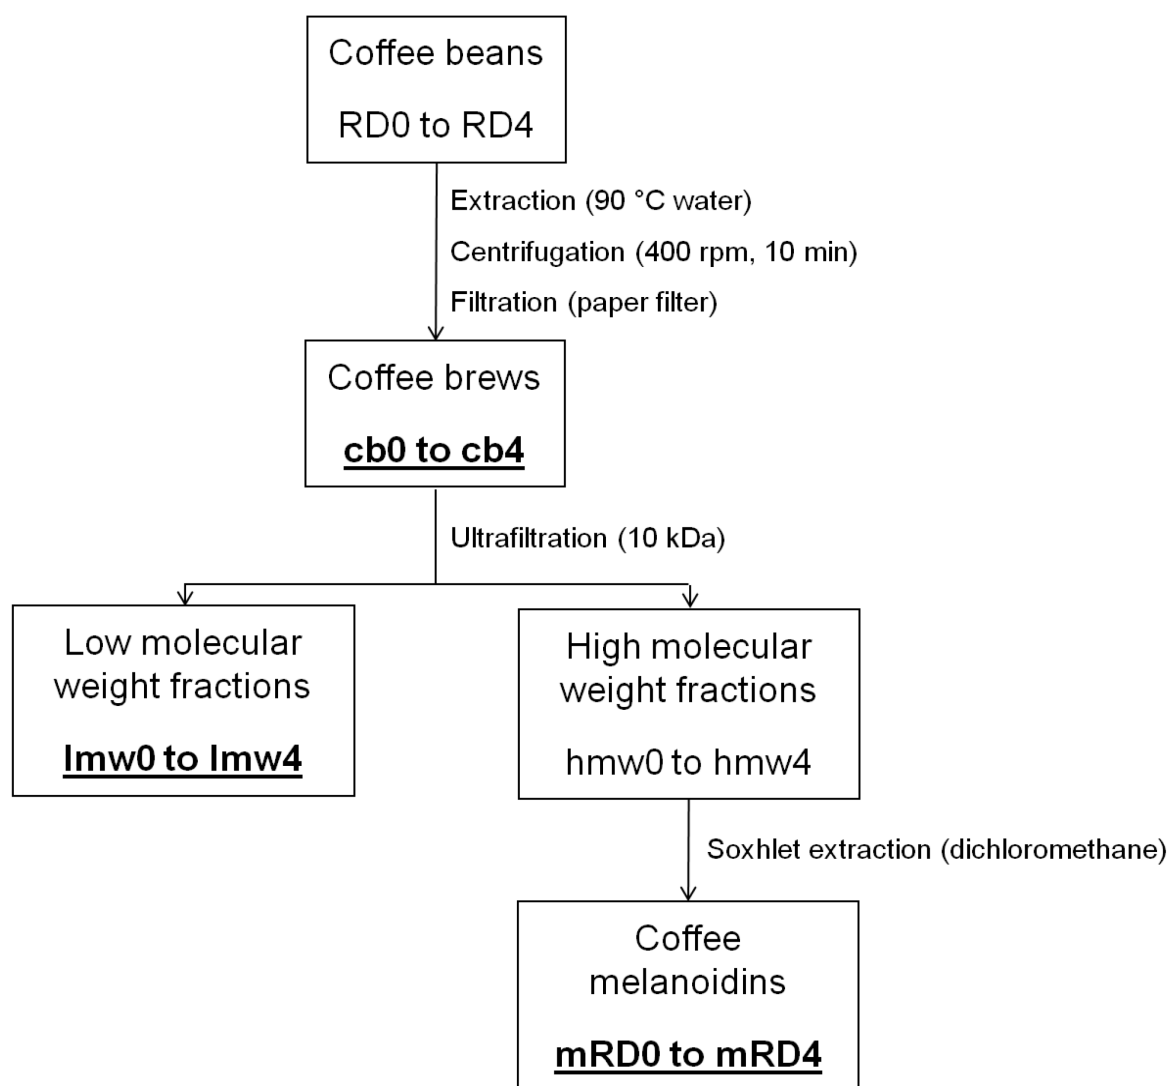 Coffee beans
RD0 to RD4
Extraction (90 °C water)
Centrifugation (400 rpm, 10 min)
Filtration (paper filter)
Coffee brews
cb0 to cb4
Ultrafiltration (10 kDa)
Low molecular
weight fractions
lmw0 to lmw4
High molecular
weight fractions
hmw0 to hmw4
Soxhlet extraction (dichloromethane)
Coffee
melanoidins
mRD0 to mRD4